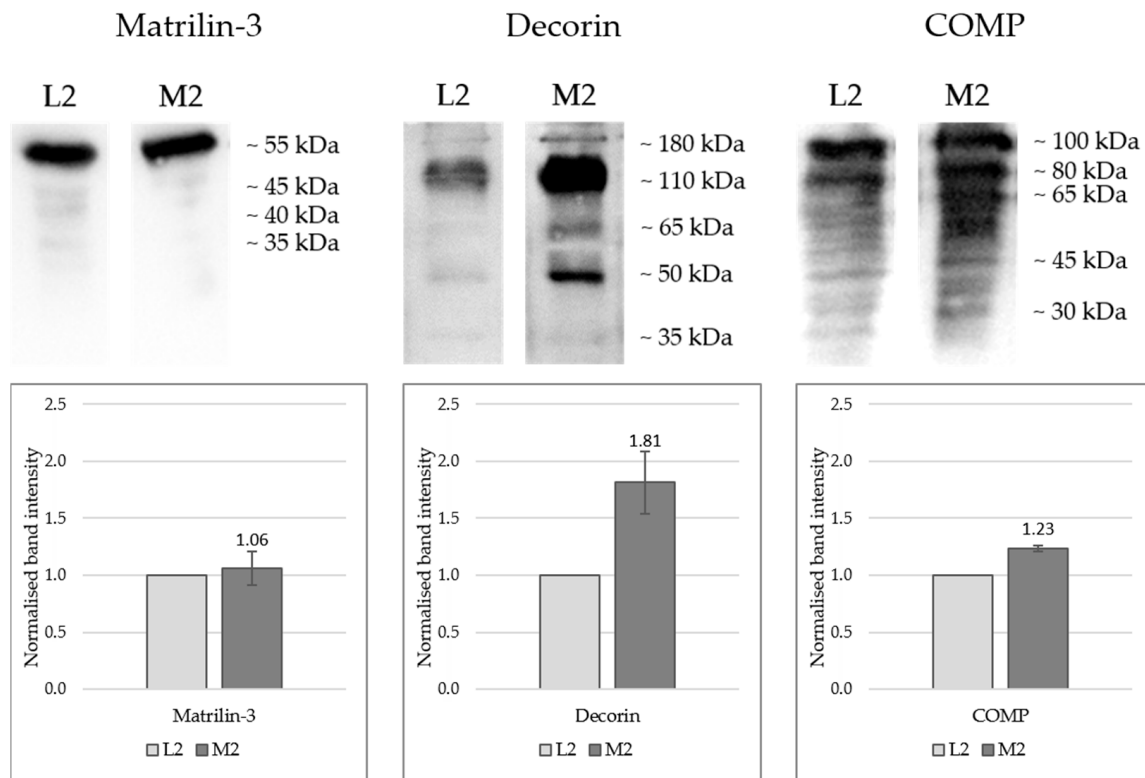 Matrilin-3 Decorin COMP
L2 M2 L2 M2 L2 M2
~ 55 kDa
~ 45 kDa
~ 40 kDa
~ 35 kDa
~ 180 kDa
~ 110 kDa
~ 65 kDa
~ 50 kDa
~ 35 kDa
~ 100 kDa
~ 80 kDa
~ 65 kDa
~ 45 kDa
~ 30 kDa
Normalised band intensity
2.5
2.0
1.5
1.0
0.5
0.0
1.06
Matrilin-3
L2 M2
Normalised band intensity
2.5
2.0
1.5
1.0
0.5
0.0
1.81
Decorin
L2 M2
Normalised band intensity
2.5
2.0
1.5
1.0
0.5
0.0
1.23
COMP
L2 M2